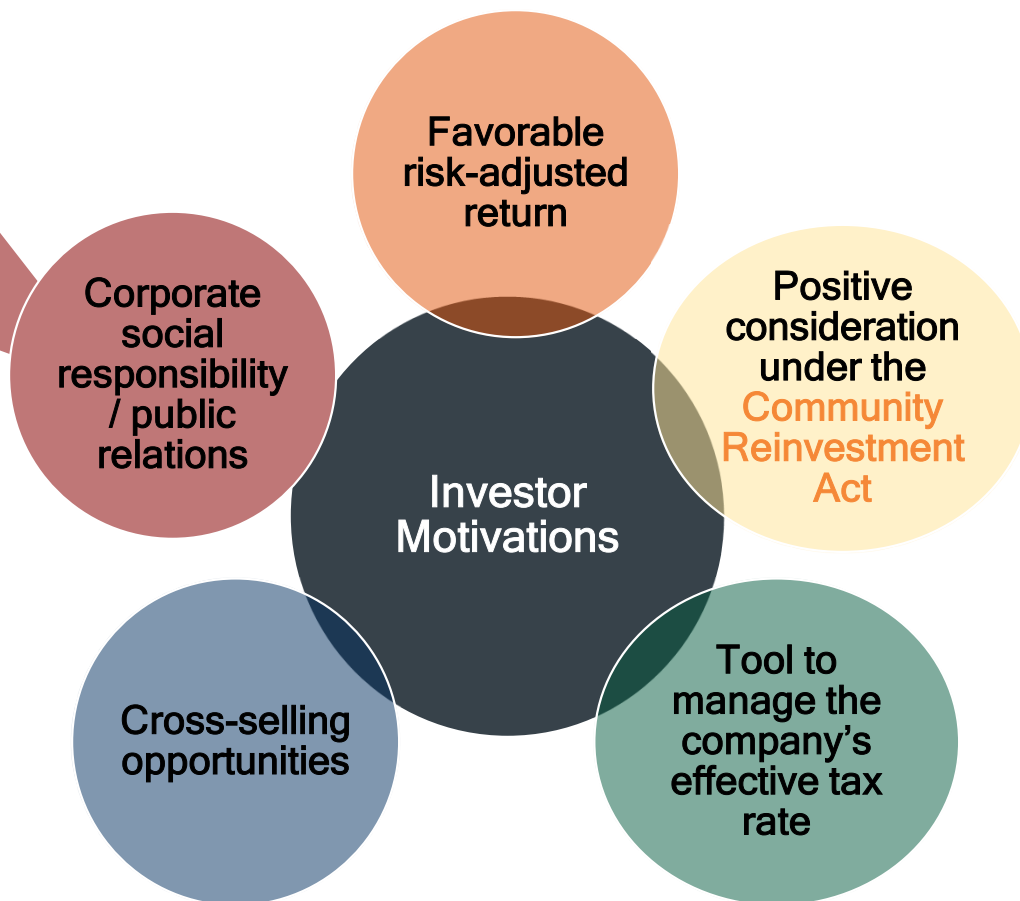 Favorable
risk-adjusted
return
Corporate
social
responsibility
/ public
relations
Positive
consideration
under the
Community
Reinvestment
Act
Investor
Motivations
Cross-selling
opportunities
Tool to
manage the
company’s
effective tax
rate